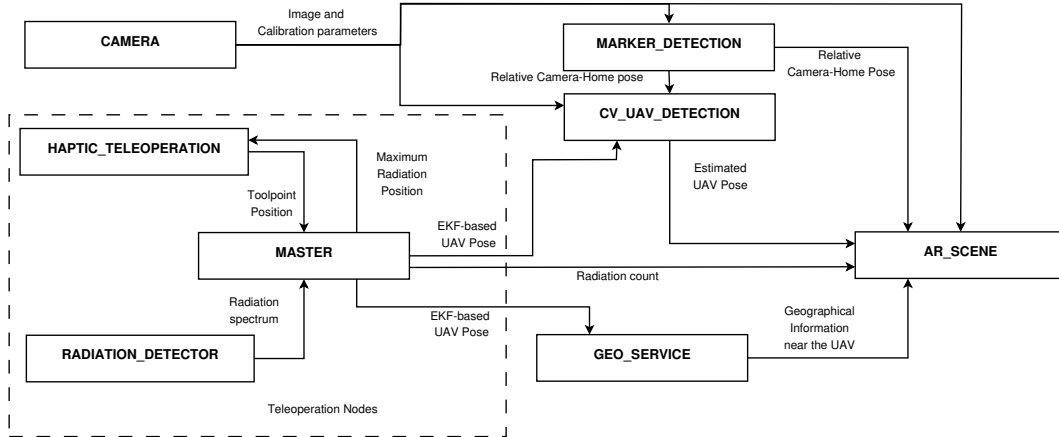 Image and
Calibration parameters
CAMERA
MARKER_DETECTION
Relative
Camera-Home Pose
Relative Camera-Home pose
CV_UAV_DETECTION
HAPTIC_TELEOPERATION
Maximum
Radiation
Position
Estimated
UAV Pose
Toolpoint
Position
EKF-based
UAV Pose
MASTER
AR_SCENE
Radiation count
Radiation
spectrum
EKF-based
UAV Pose
Geographical
Information
near the UAV
RADIATION_DETECTOR
GEO_SERVICE
Teleoperation Nodes